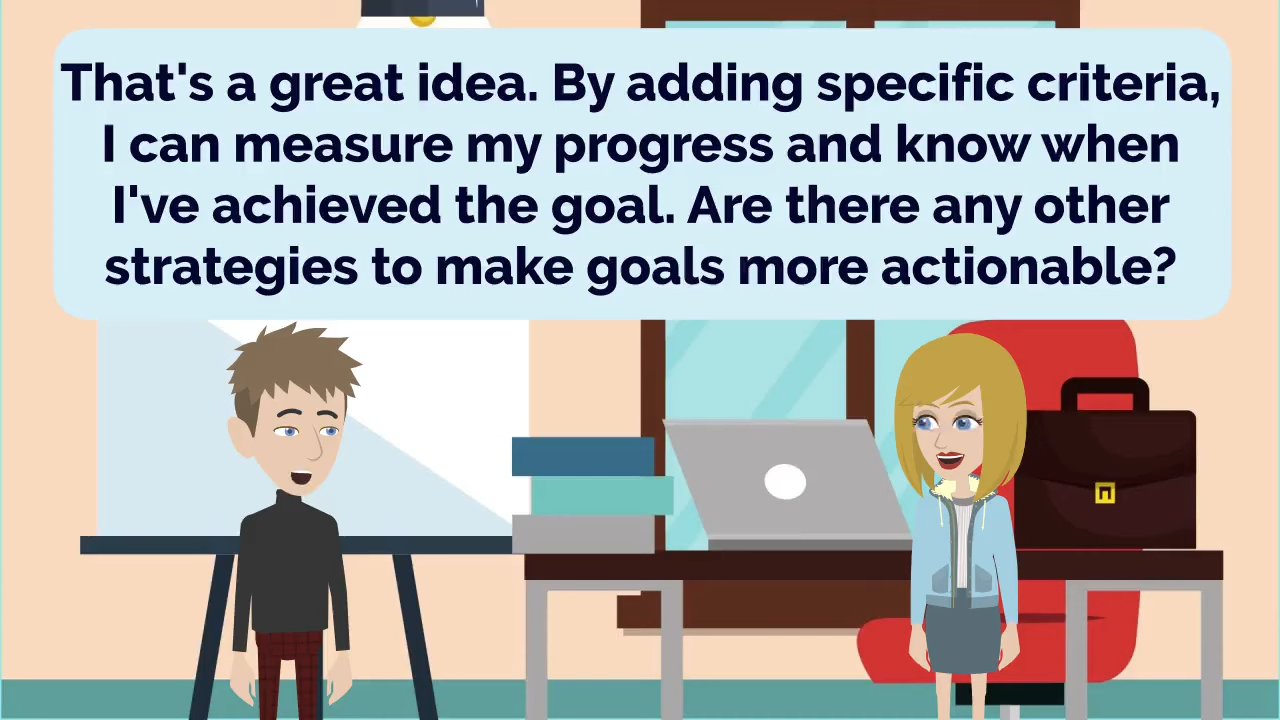 That's a great idea. By adding specific criteria,
I can measure my progress and know when
I've achieved the goal. Are there any other
strategies to make goals more actionable?